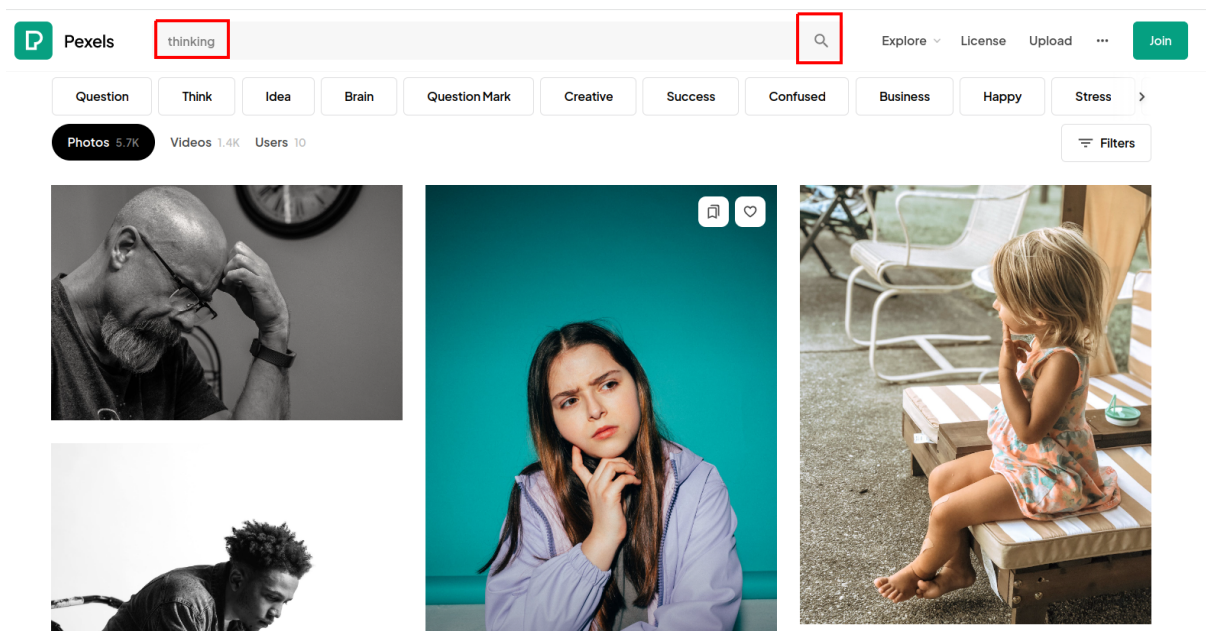 Pexels thinking Explore License Upload ... Join
Question Think Idea Brain Question Mark Creative Success Confused Business Happy Stress
Photos 5.7K Videos 1.4K Users 10 Filters